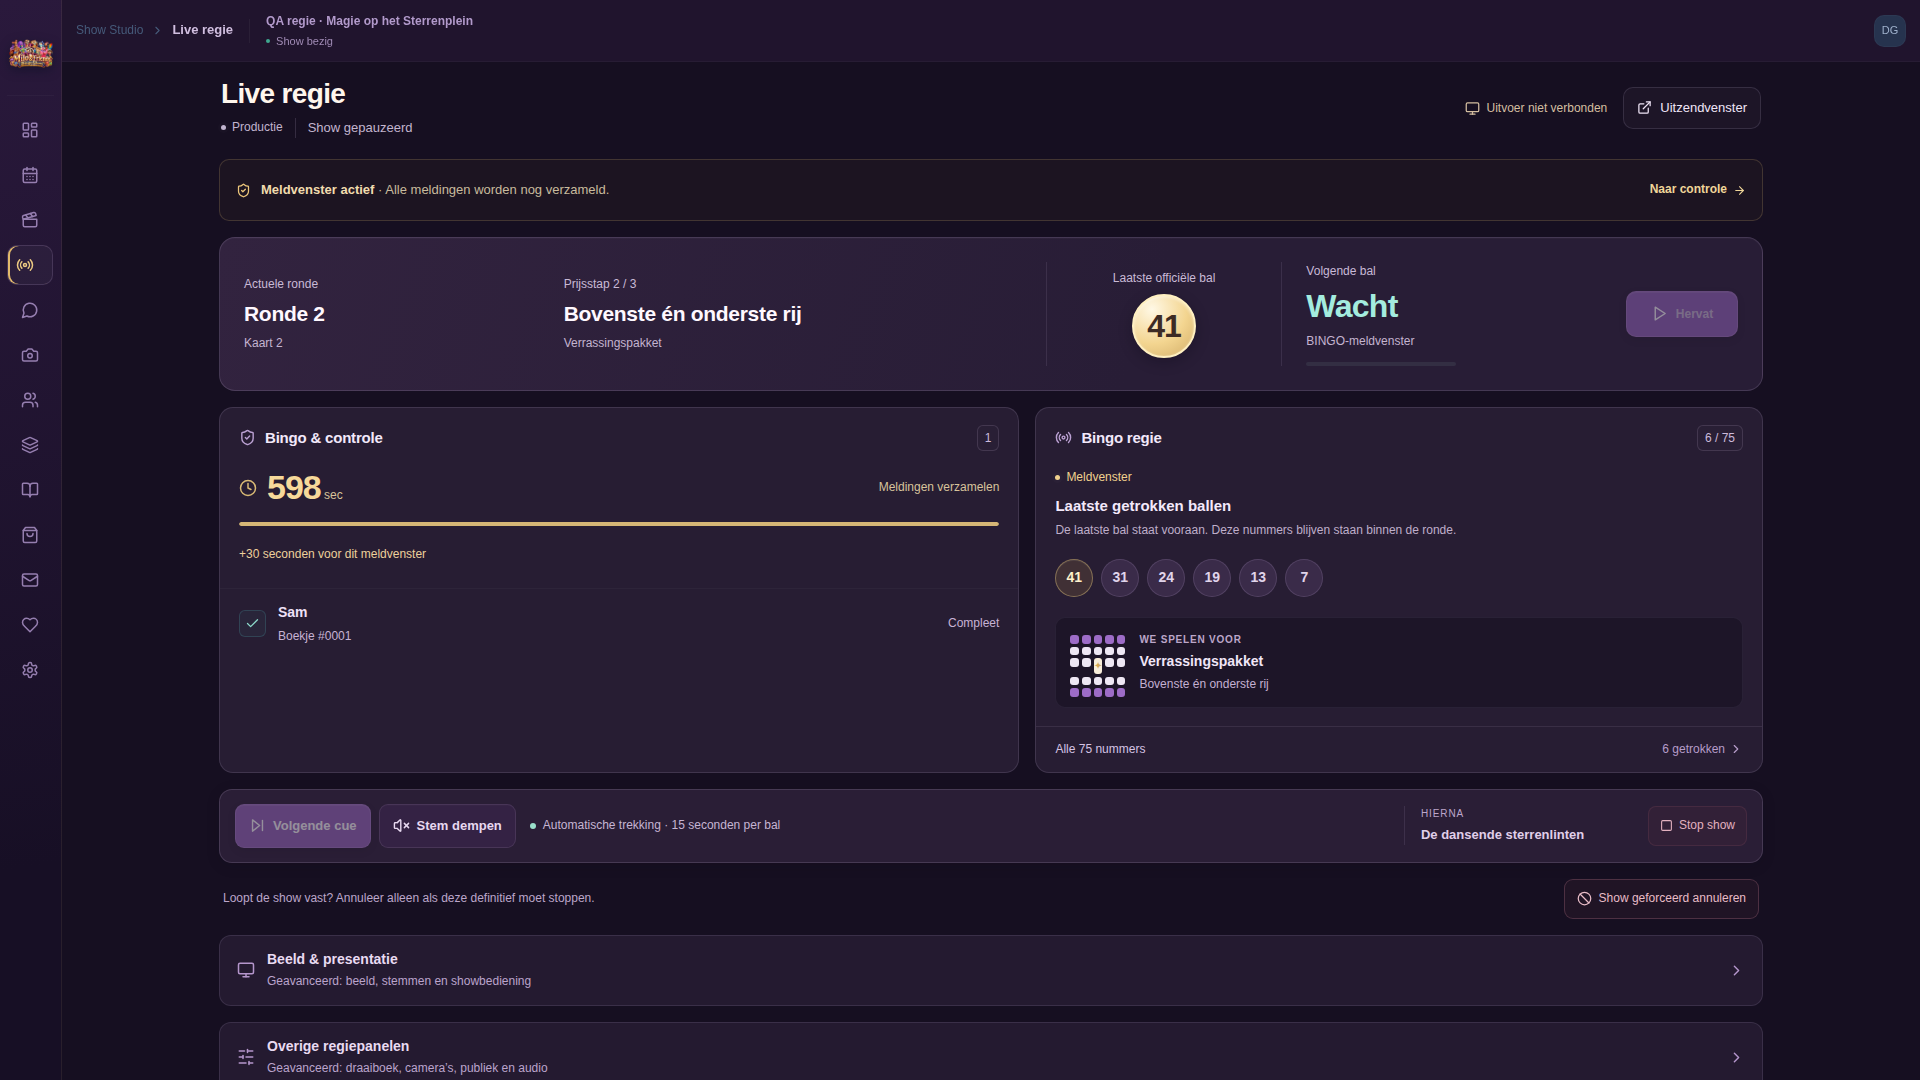 Show Studio
Live regie
QA regie · Magie op het Sterrenplein
Show bezig
DG
Live regie
Productie
Show gepauzeerd
Uitvoer niet verbonden
Uitzendvenster
Meldvenster actief · Alle meldingen worden nog verzameld.
Naar controle
Actuele ronde
Ronde 2
Kaart 2
Prijsstap 2 / 3
Bovenste én onderste rij
Verrassingspakket
Laatste officiële bal
41
Volgende bal
Wacht
BINGO-meldvenster
Hervat
Bingo & controle
1
598 sec
Meldingen verzamelen
+30 seconden voor dit meldvenster
Sam
Boekje #0001
Compleet
Bingo regie
6 / 75
Meldvenster
Laatste getrokken ballen
De laatste bal staat vooraan. Deze nummers blijven staan binnen de ronde.
41 31 24 19 13 7
WE SPELEN VOOR
Verrassingspakket
Bovenste én onderste rij
Alle 75 nummers
6 getrokken
Volgende cue
Stem dempen
Automatische trekking · 15 seconden per bal
HIERNA
De dansende sterrenlinten
Stop show
Loopt de show vast? Annuleer alleen als deze definitief moet stoppen.
Show geforceerd annuleren
Beeld & presentatie
Geavanceerd: beeld, stemmen en showbediening
Overige regiepanelen
Geavanceerd: draaiboek, camera's, publiek en audio